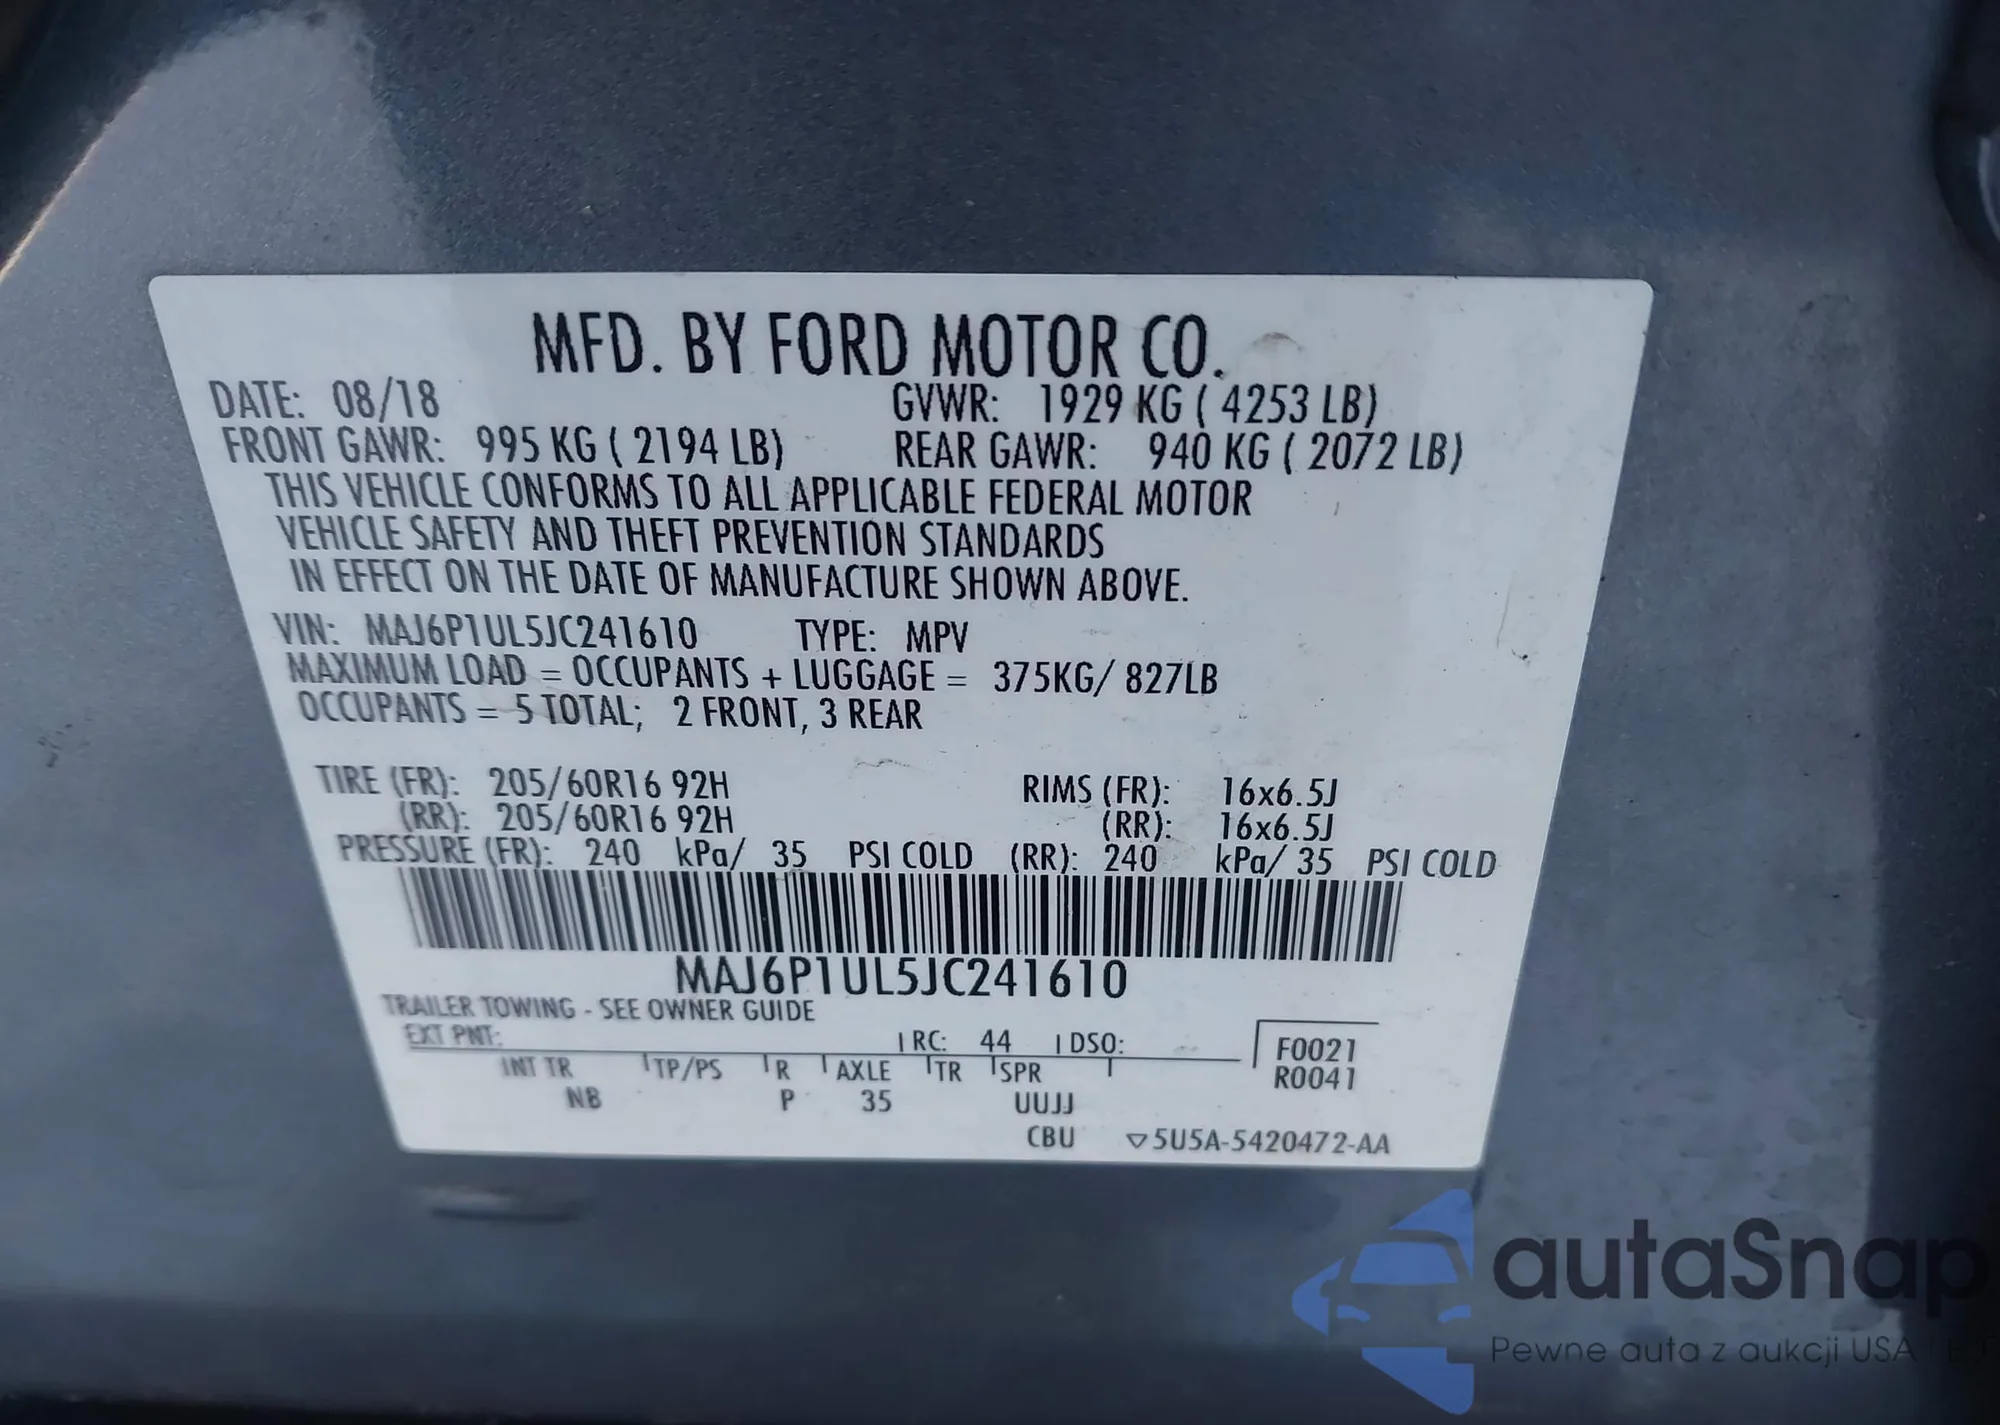 MFD. BY FORD MOTOR CO.
DATE: 08/18 GVWR: 1929 KG ( 4253 LB)
FRONT GAWR: 995 KG ( 2194 LB) REAR GAWR: 940 KG ( 2072 LB)
THIS VEHICLE CONFORMS TO ALL APPLICABLE FEDERAL MOTOR
VEHICLE SAFETY AND THEFT PREVENTION STANDARDS
IN EFFECT ON THE DATE OF MANUFACTURE SHOWN ABOVE.
VIN: MAJ6P1UL5JC241610 TYPE: MPV
MAXIMUM LOAD = OCCUPANTS + LUGGAGE = 375KG/ 827LB
OCCUPANTS = 5 TOTAL; 2 FRONT, 3 REAR
TIRE (FR): 205/60R16 92H RIMS (FR): 16x6.5J
(RR): 205/60R16 92H (RR): 16x6.5J
PRESSURE (FR): 240 kPa/ 35 PSI COLD (RR): 240 kPa/ 35 PSI COLD
MAJ6P1UL5JC241610
TRAILER TOWING - SEE OWNER GUIDE
EXT PNT: RC: 44 DSO: F0021
INT TR TP/PS R AXLE TR SPR R0041
NB P 35 UUJJ
CBU ▽5U5A-5420472-AA
autaSnap
Pewne auta z aukcji USA